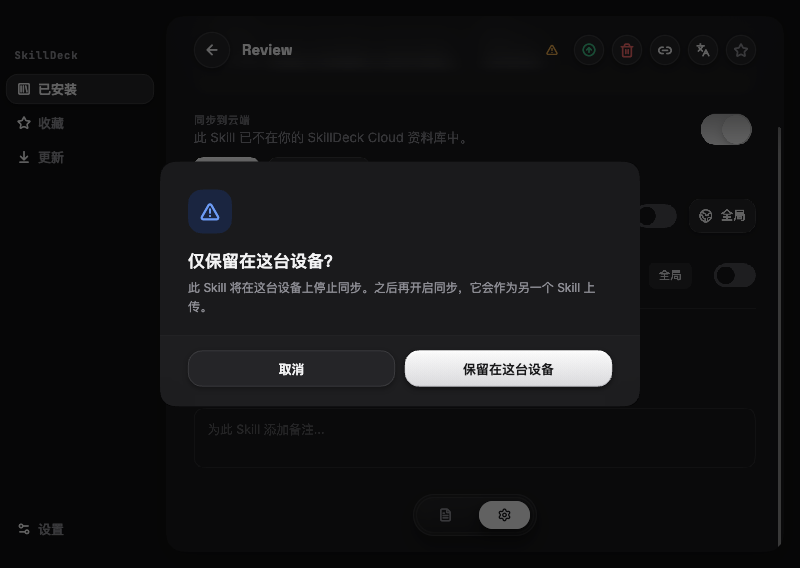 SkillDeck
已安装
收藏
更新
设置
Review
同步到云端
此 Skill 已不在你的 SkillDeck Cloud 资料库中。
全局
全局
仅保留在这台设备?
此 Skill 将在这台设备上停止同步。之后再开启同步，它会作为另一个 Skill 上
传。
取消
保留在这台设备
为此 Skill 添加备注...